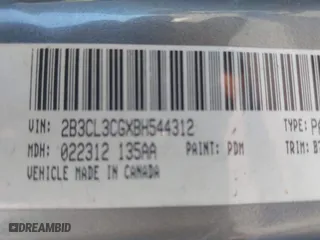 VIN: 2B3CL3CGXBH544312 TYPE:
MDH: 022312 135AA PAINT: PDM TRIM:
VEHICLE MADE IN CANADA
DREAMBID